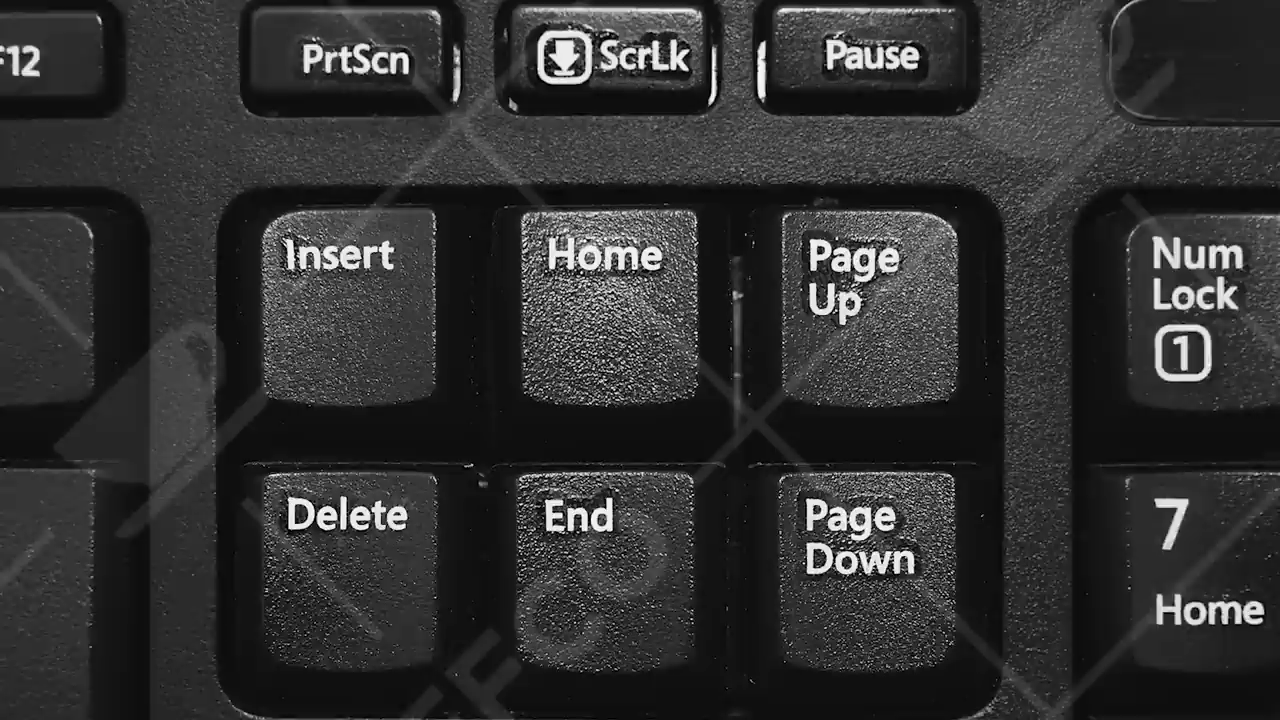 F12
PrtScn
ScrLk
Pause
Insert
Home
Page
Up
Num
Lock
1
Delete
End
Page
Down
7
Home